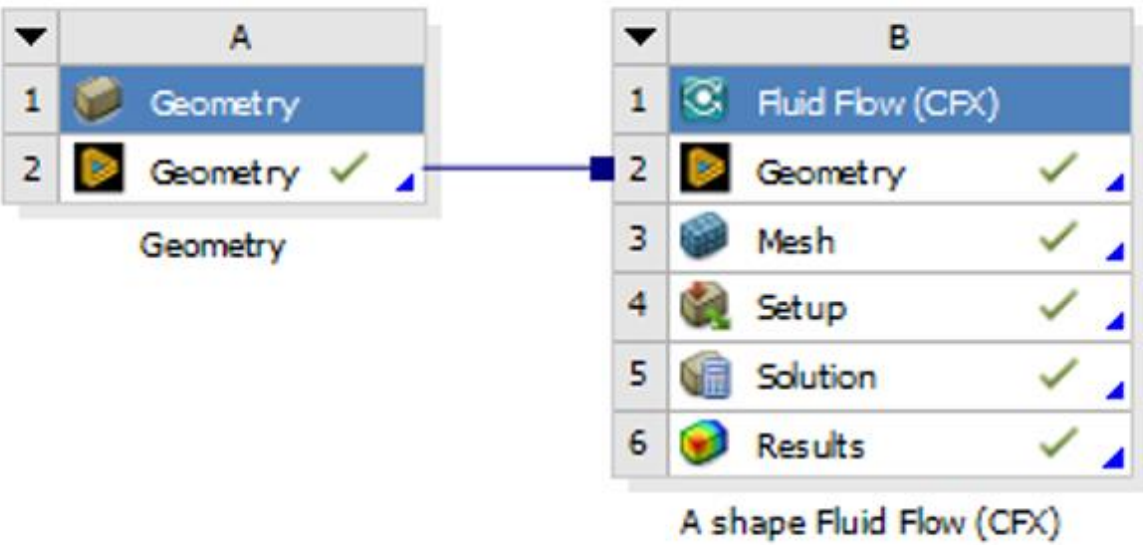 A
1 Geometry
2 Geometry
Geometry
B
1 Fluid Flow (CFX)
2 Geometry
3 Mesh
4 Setup
5 Solution
6 Results
A shape Fluid Flow (CFX)